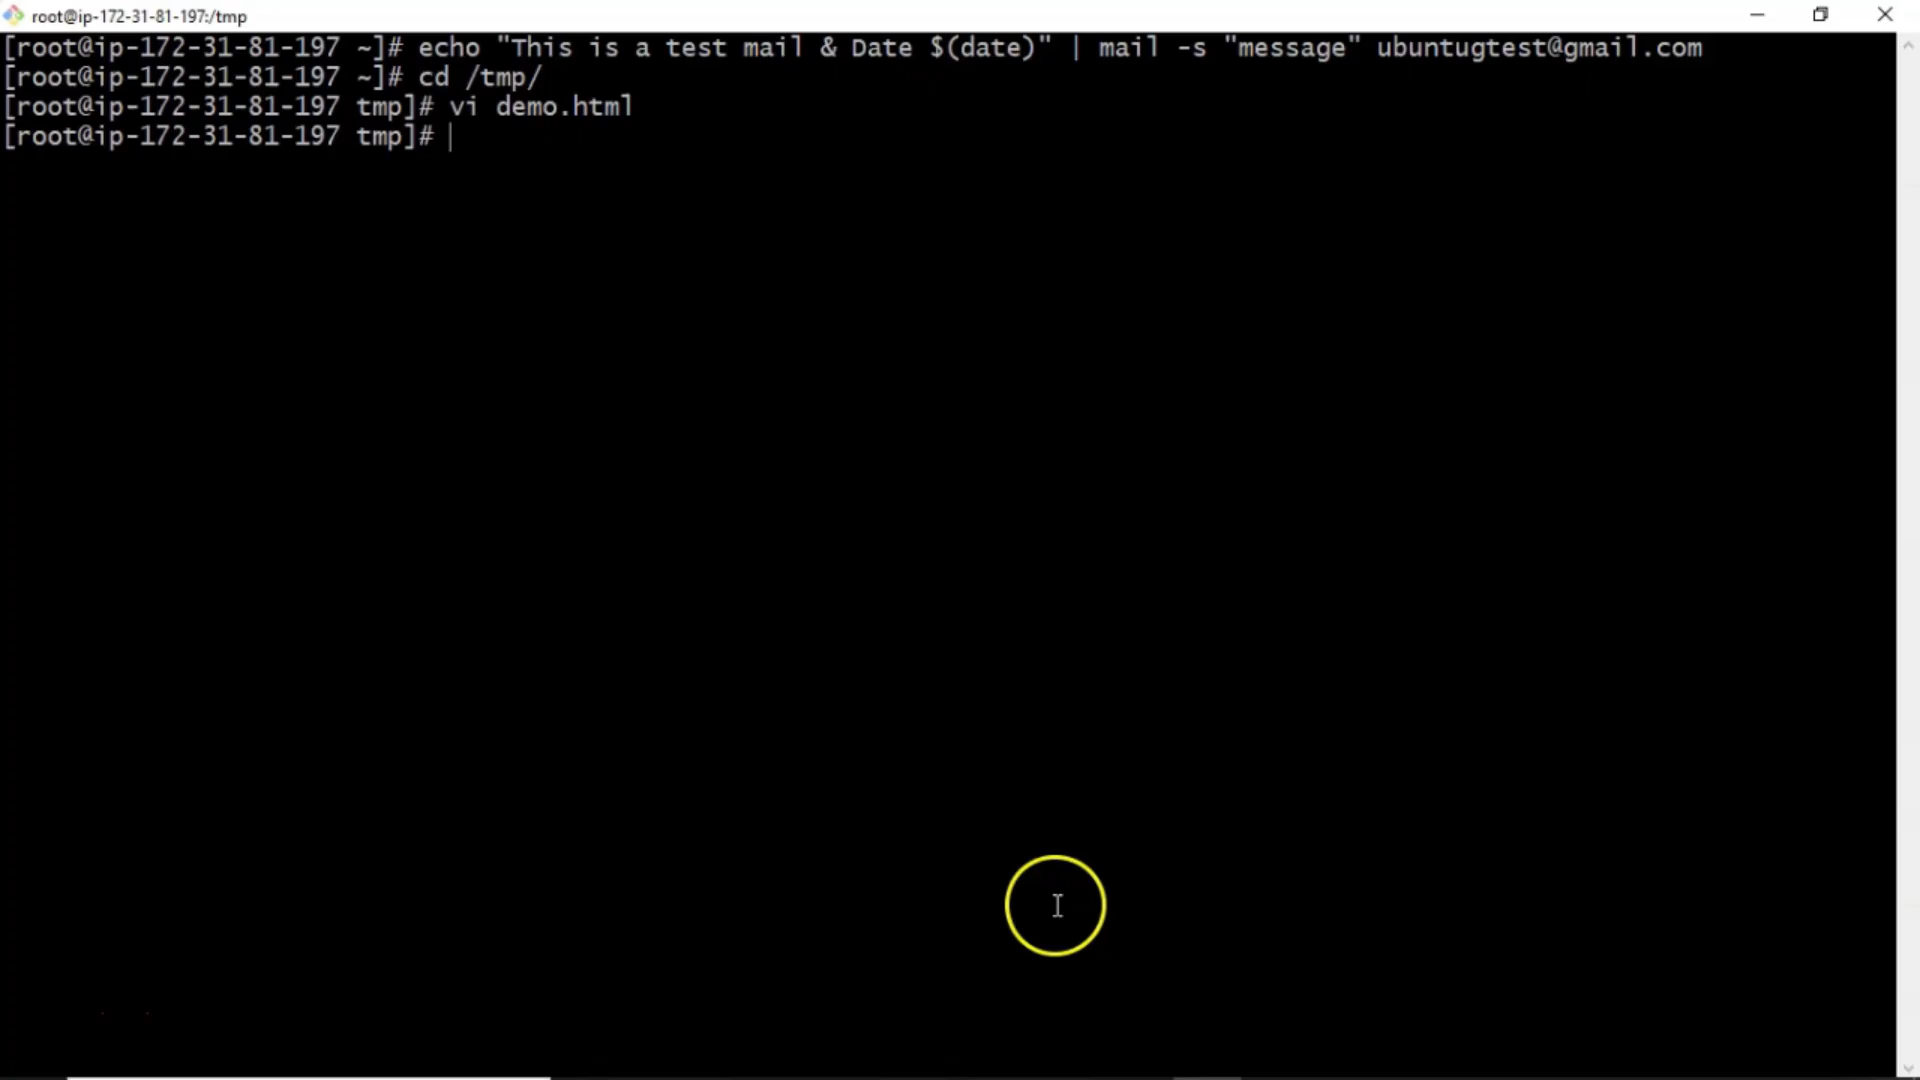 root@ip-172-31-81-197:/tmp
[root@ip-172-31-81-197 ~]# echo "This is a test mail & Date $(date)" | mail -s "message" ubuntugtest@gmail.com
[root@ip-172-31-81-197 ~]# cd /tmp/
[root@ip-172-31-81-197 tmp]# vi demo.html
[root@ip-172-31-81-197 tmp]#